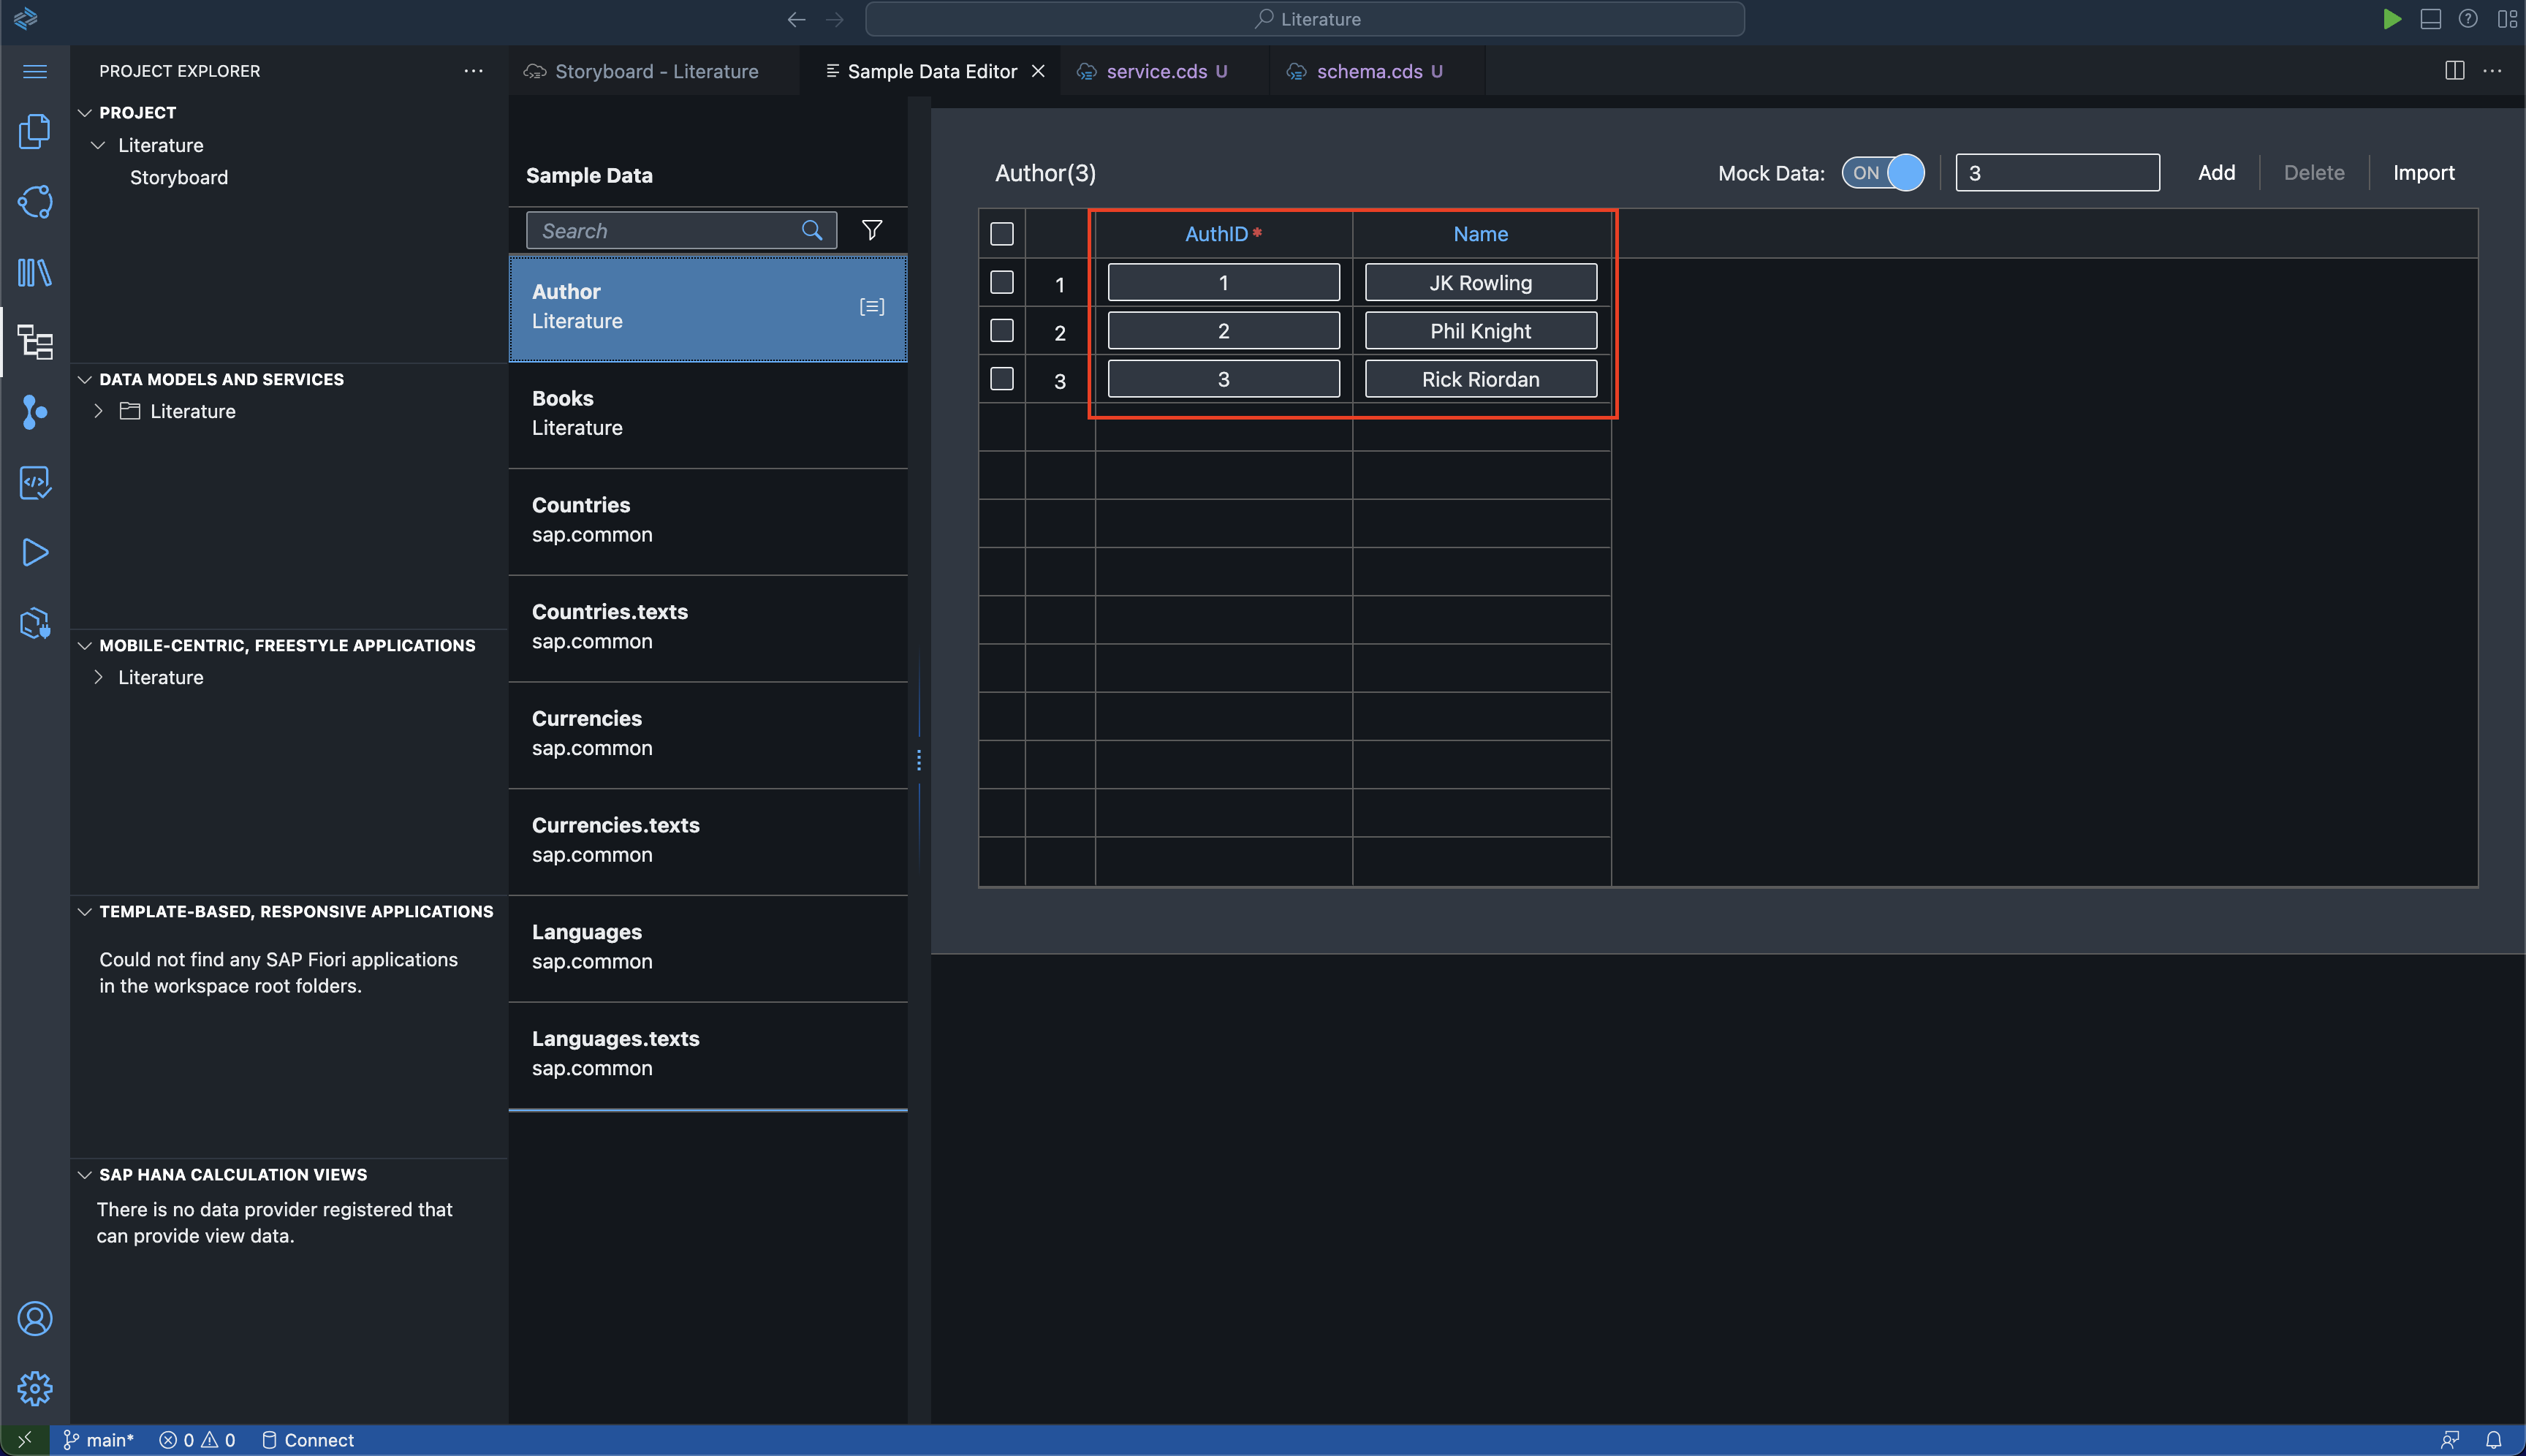 Literature
PROJECT EXPLORER
Storyboard - Literature
Sample Data Editor
service.cds U
schema.cds U
PROJECT
Literature
Storyboard
DATA MODELS AND SERVICES
Literature
MOBILE-CENTRIC, FREESTYLE APPLICATIONS
Literature
TEMPLATE-BASED, RESPONSIVE APPLICATIONS
Could not find any SAP Fiori applications
in the workspace root folders.
SAP HANA CALCULATION VIEWS
There is no data provider registered that
can provide view data.
Sample Data
Search
Author
Literature
Books
Literature
Countries
sap.common
Countries.texts
sap.common
Currencies
sap.common
Currencies.texts
sap.common
Languages
sap.common
Languages.texts
sap.common
Author(3)
Mock Data: ON 3 Add Delete Import
AuthID* Name
1 1 JK Rowling
2 2 Phil Knight
3 3 Rick Riordan
main* 0 0 Connect